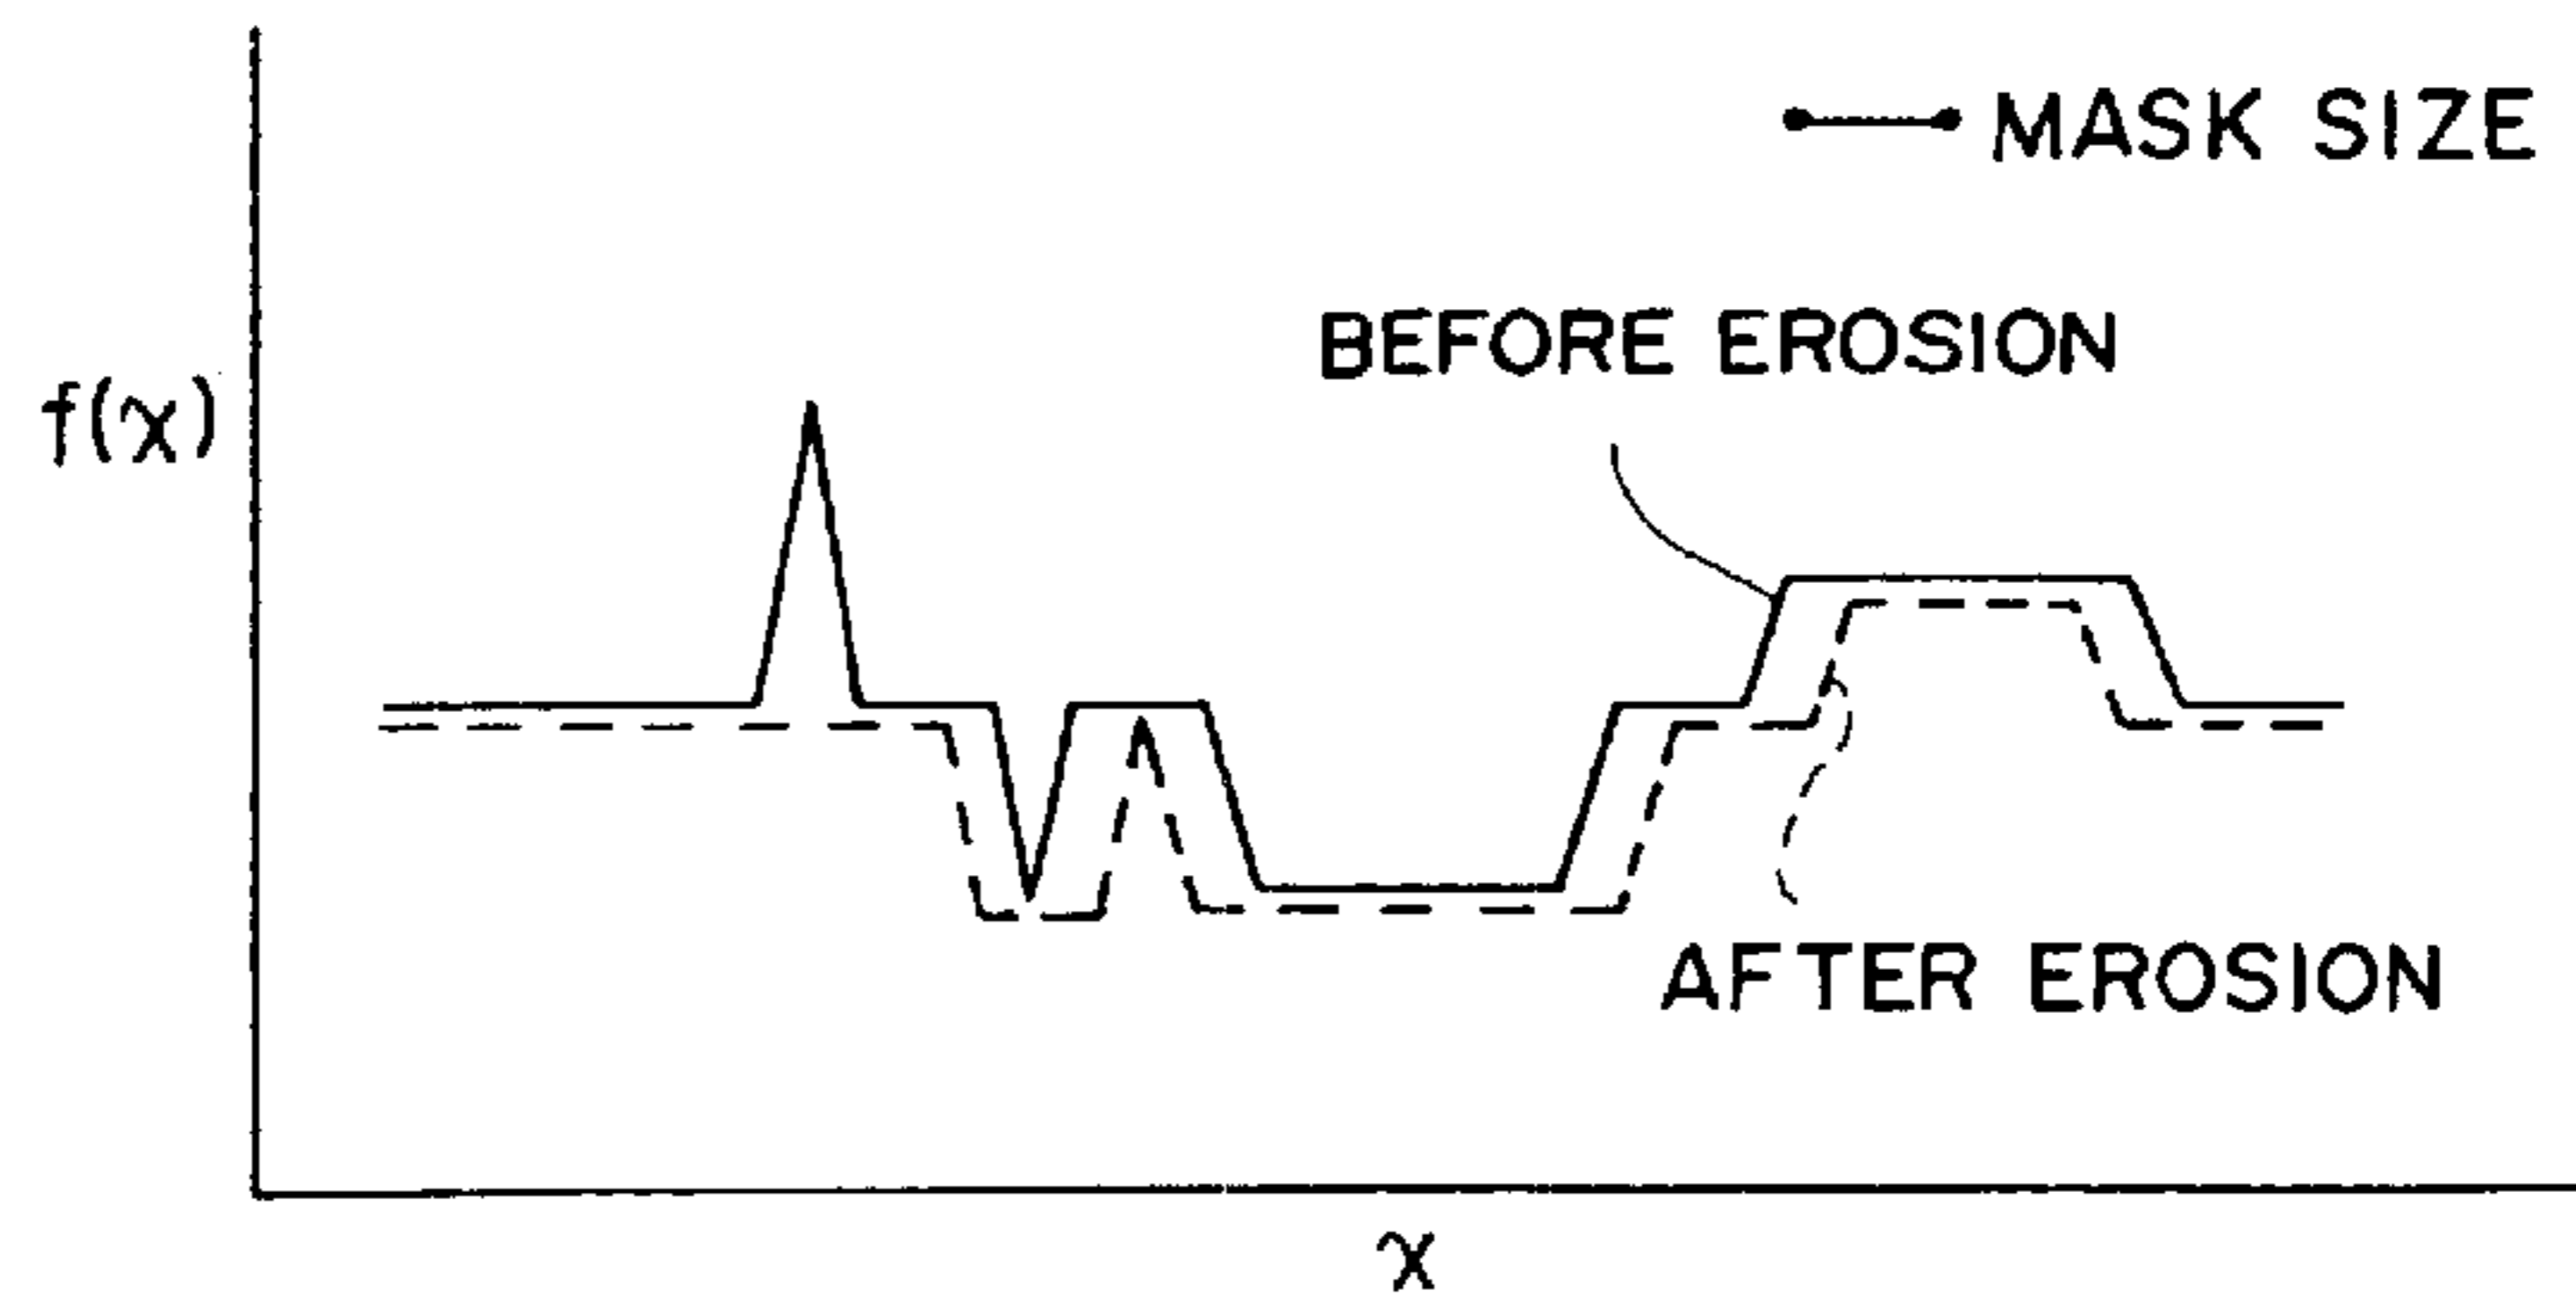 MASK SIZE
BEFORE EROSION
f(x)
AFTER EROSION
x